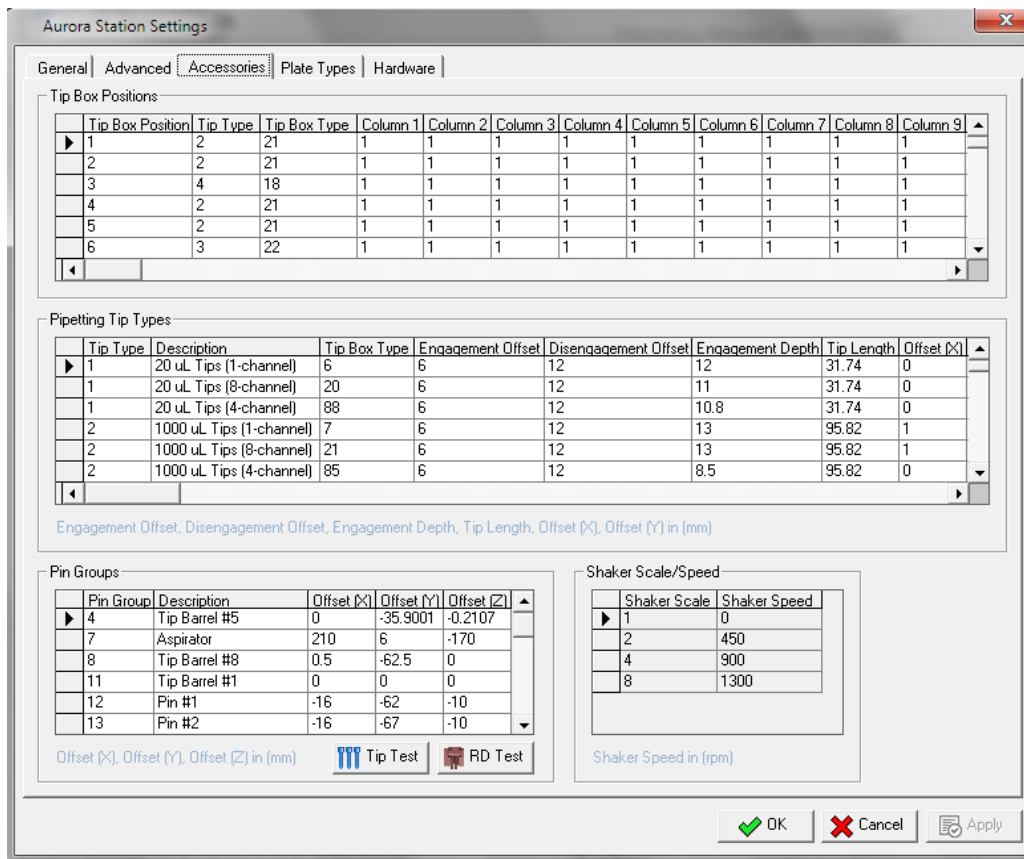 Aurora Station Settings
General Advanced Accessories Plate Types Hardware
Tip Box Positions
Tip Box Position Tip Type Tip Box Type Column 1 Column 2 Column 3 Column 4 Column 5 Column 6 Column 7 Column 8 Column 9
1 2 21 1 1 1 1 1 1 1 1 1
2 2 21 1 1 1 1 1 1 1 1 1
3 4 18 1 1 1 1 1 1 1 1 1
4 2 21 1 1 1 1 1 1 1 1 1
5 2 21 1 1 1 1 1 1 1 1 1
6 3 22 1 1 1 1 1 1 1 1 1
Pipetting Tip Types
Tip Type Description Tip Box Type Engagement Offset Disengagement Offset Engagement Depth Tip Length Offset (X)
1 20 uL Tips (1-channel) 6 6 12 12 31.74 0
1 20 uL Tips (8-channel) 20 6 12 11 31.74 0
1 20 uL Tips (4-channel) 88 6 12 10.8 31.74 0
2 1000 uL Tips (1-channel) 7 6 12 13 95.82 1
2 1000 uL Tips (8-channel) 21 6 12 13 95.82 1
2 1000 uL Tips (4-channel) 85 6 12 8.5 95.82 0
Engagement Offset, Disengagement Offset, Engagement Depth, Tip Length, Offset (X), Offset (Y) in (mm)
Pin Groups
Pin Group Description Offset (X) Offset (Y) Offset (Z)
4 Tip Barrel #5 0 -35.9001 -0.2107
7 Aspirator 210 6 -170
8 Tip Barrel #8 0.5 -62.5 0
11 Tip Barrel #1 0 0 0
12 Pin #1 -16 -62 -10
13 Pin #2 -16 -67 -10
Offset (X), Offset (Y), Offset (Z) in (mm)
Tip Test RD Test
Shaker Scale/Speed
Shaker Scale Shaker Speed
1 0
2 450
4 900
8 1300
Shaker Speed in (rpm)
OK Cancel Apply